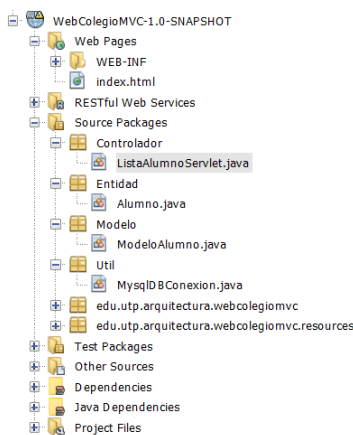 WebColegioMVC-1.0-SNAPSHOT
Web Pages
WEB-INF
index.html
RESTful Web Services
Source Packages
Controlador
ListaAlumnoServlet.java
Entidad
Alumno.java
Modelo
ModeloAlumno.java
Util
MysqlDBConexion.java
edu.utp.arquitectura.webcolegiomvc
edu.utp.arquitectura.webcolegiomvc.resources
Test Packages
Other Sources
Dependencies
Java Dependencies
Project Files